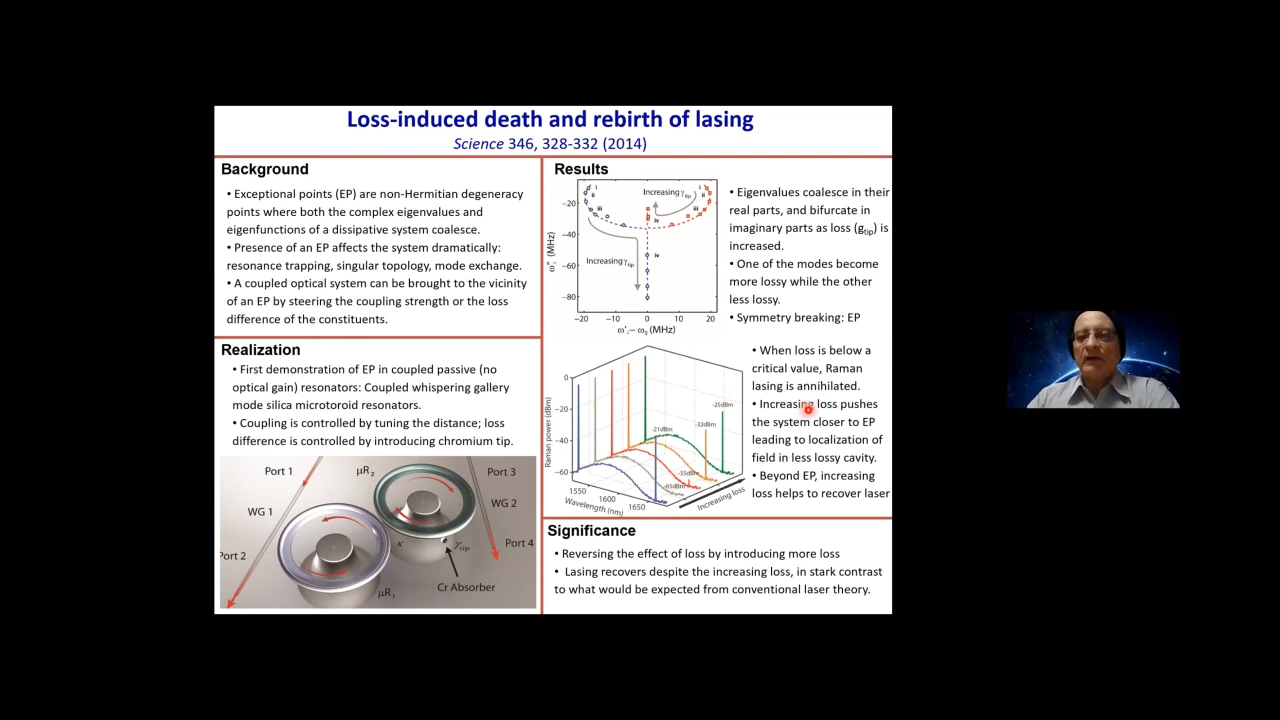 Loss-induced death and rebirth of lasing
Science 346, 328-332 (2014)
Background
• Exceptional points (EP) are non-Hermitian degeneracy
points where both the complex eigenvalues and
eigenfunctions of a dissipative system coalesce.
• Presence of an EP affects the system dramatically:
resonance trapping, singular topology, mode exchange.
• A coupled optical system can be brought to the vicinity
of an EP by steering the coupling strength or the loss
difference of the constituents.
Realization
• First demonstration of EP in coupled passive (no
optical gain) resonators: Coupled whispering gallery
mode silica microtoroid resonators.
• Coupling is controlled by tuning the distance; loss
difference is controlled by introducing chromium tip.
Port 1
μR₂
Port 3
WG 1
WG 2
Port 2
κ
γtip
Port 4
Cr Absorber
μR₁
Results
i
ii
iii
iv
Increasing γtip
i
ii
iii
iv
Increasing γtip
iv
−20
−40
−60
−80
ω″± (MHz)
−20
−10
0
10
20
ω′± − ω₀ (MHz)
• Eigenvalues coalesce in their
real parts, and bifurcate in
imaginary parts as loss (gtip) is
increased.
• One of the modes become
more lossy while the other
less lossy.
• Symmetry breaking: EP
0
−20
−40
−60
Raman power (dBm)
1550
1600
1650
Wavelength (nm)
-21dBm
-65dBm
-55dBm
-32dBm
-25dBm
Increasing loss
• When loss is below a
critical value, Raman
lasing is annihilated.
• Increasing loss pushes
the system closer to EP
leading to localization of
field in less lossy cavity.
• Beyond EP, increasing
loss helps to recover laser
Significance
• Reversing the effect of loss by introducing more loss
• Lasing recovers despite the increasing loss, in stark contrast
to what would be expected from conventional laser theory.